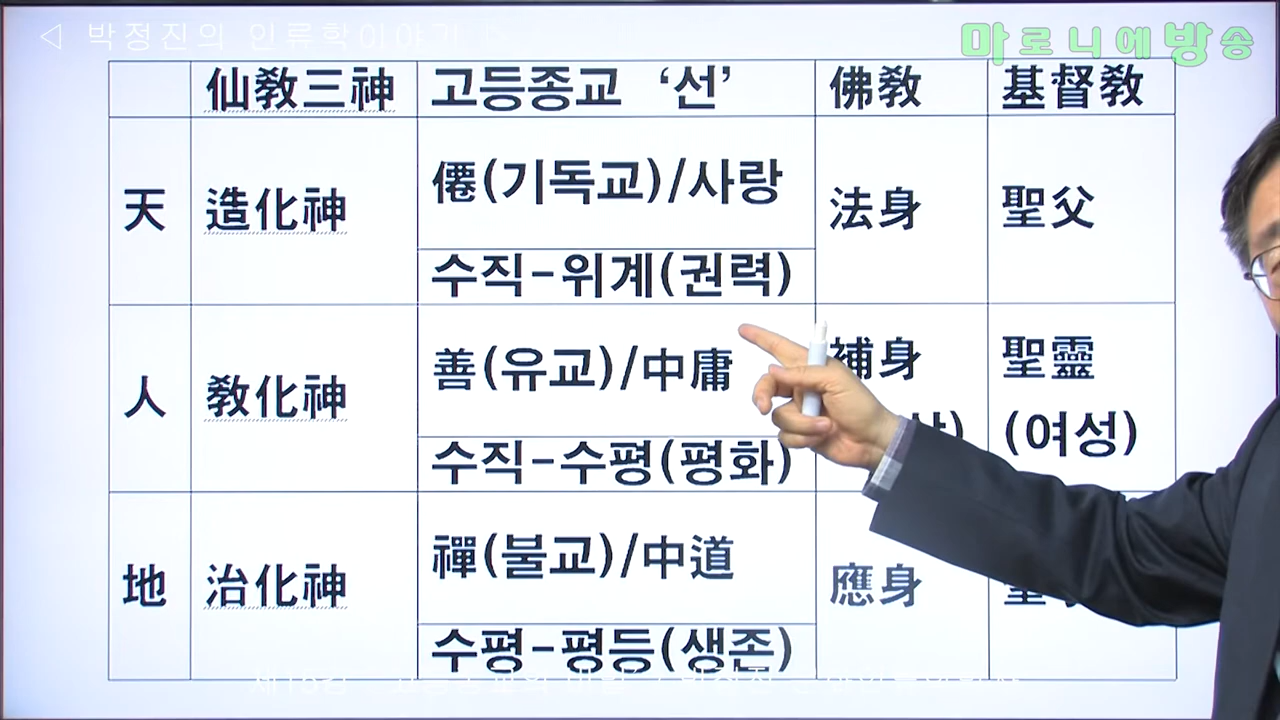 ◁ 박정진의 인류학이야기 ▷
마로니에방송
仙敎三神 고등종교 ‘선’ 佛敎 基督敎
天 造化神 僊(기독교)/사랑 法身 聖父
수직-위계(권력)
人 敎化神 善(유교)/中庸 補身 聖靈
(여성)
수직-수평(평화)
地 治化神 禪(불교)/中道 應身
수평-평등(생존)